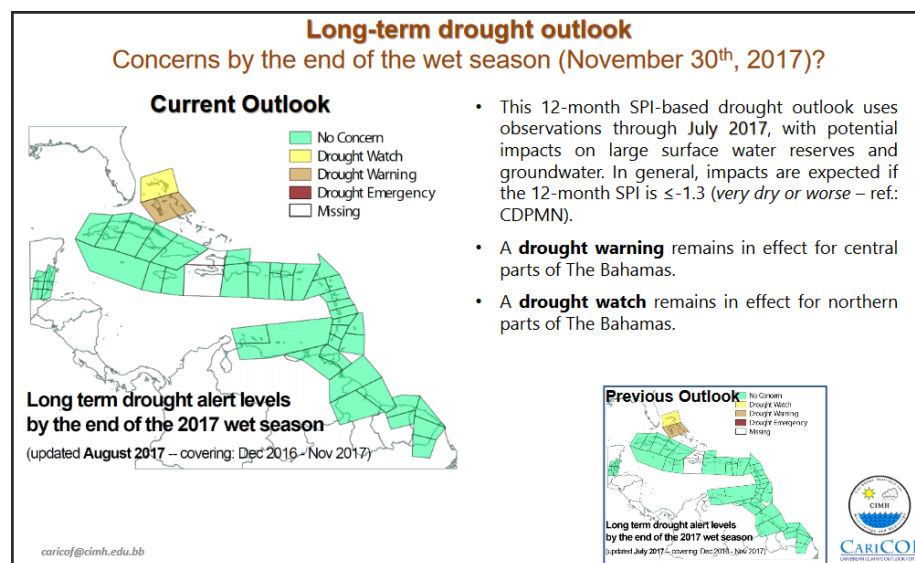 Long-term drought outlook
Concerns by the end of the wet season (November 30th, 2017)?
Current Outlook
No Concern
Drought Watch
Drought Warning
Drought Emergency
Missing
Long term drought alert levels
by the end of the 2017 wet season
(updated August 2017 – covering: Dec 2016 - Nov 2017)
• This 12-month SPI-based drought outlook uses
observations through July 2017, with potential
impacts on large surface water reserves and
groundwater. In general, impacts are expected if
the 12-month SPI is ≤-1.3 (very dry or worse – ref.:
CDPMN).
• A drought warning remains in effect for central
parts of The Bahamas.
• A drought watch remains in effect for northern
parts of The Bahamas.
Previous Outlook
No Concern
Drought Watch
Drought Warning
Drought Emergency
Missing
Long term drought alert levels
by the end of the 2017 wet season
(updated July 2017 – covering: Dec 2016 - Nov 2017)
CIMH
CARICOF
caricof@cimh.edu.bb